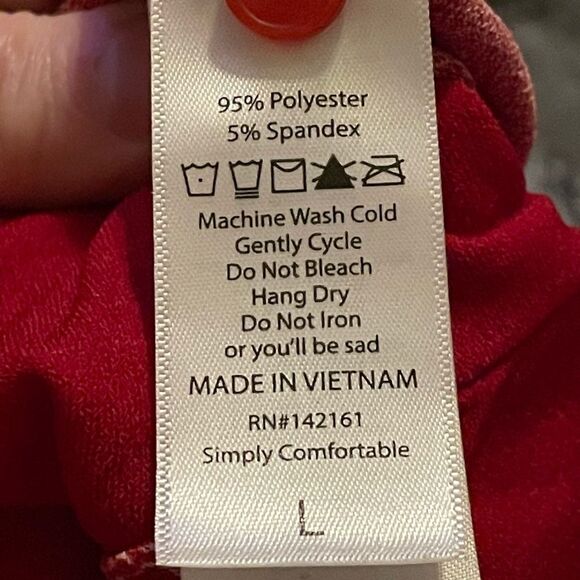 95% Polyester
5% Spandex
Machine Wash Cold
Gently Cycle
Do Not Bleach
Hang Dry
Do Not Iron
or you'll be sad
MADE IN VIETNAM
RN#142161
Simply Comfortable
L